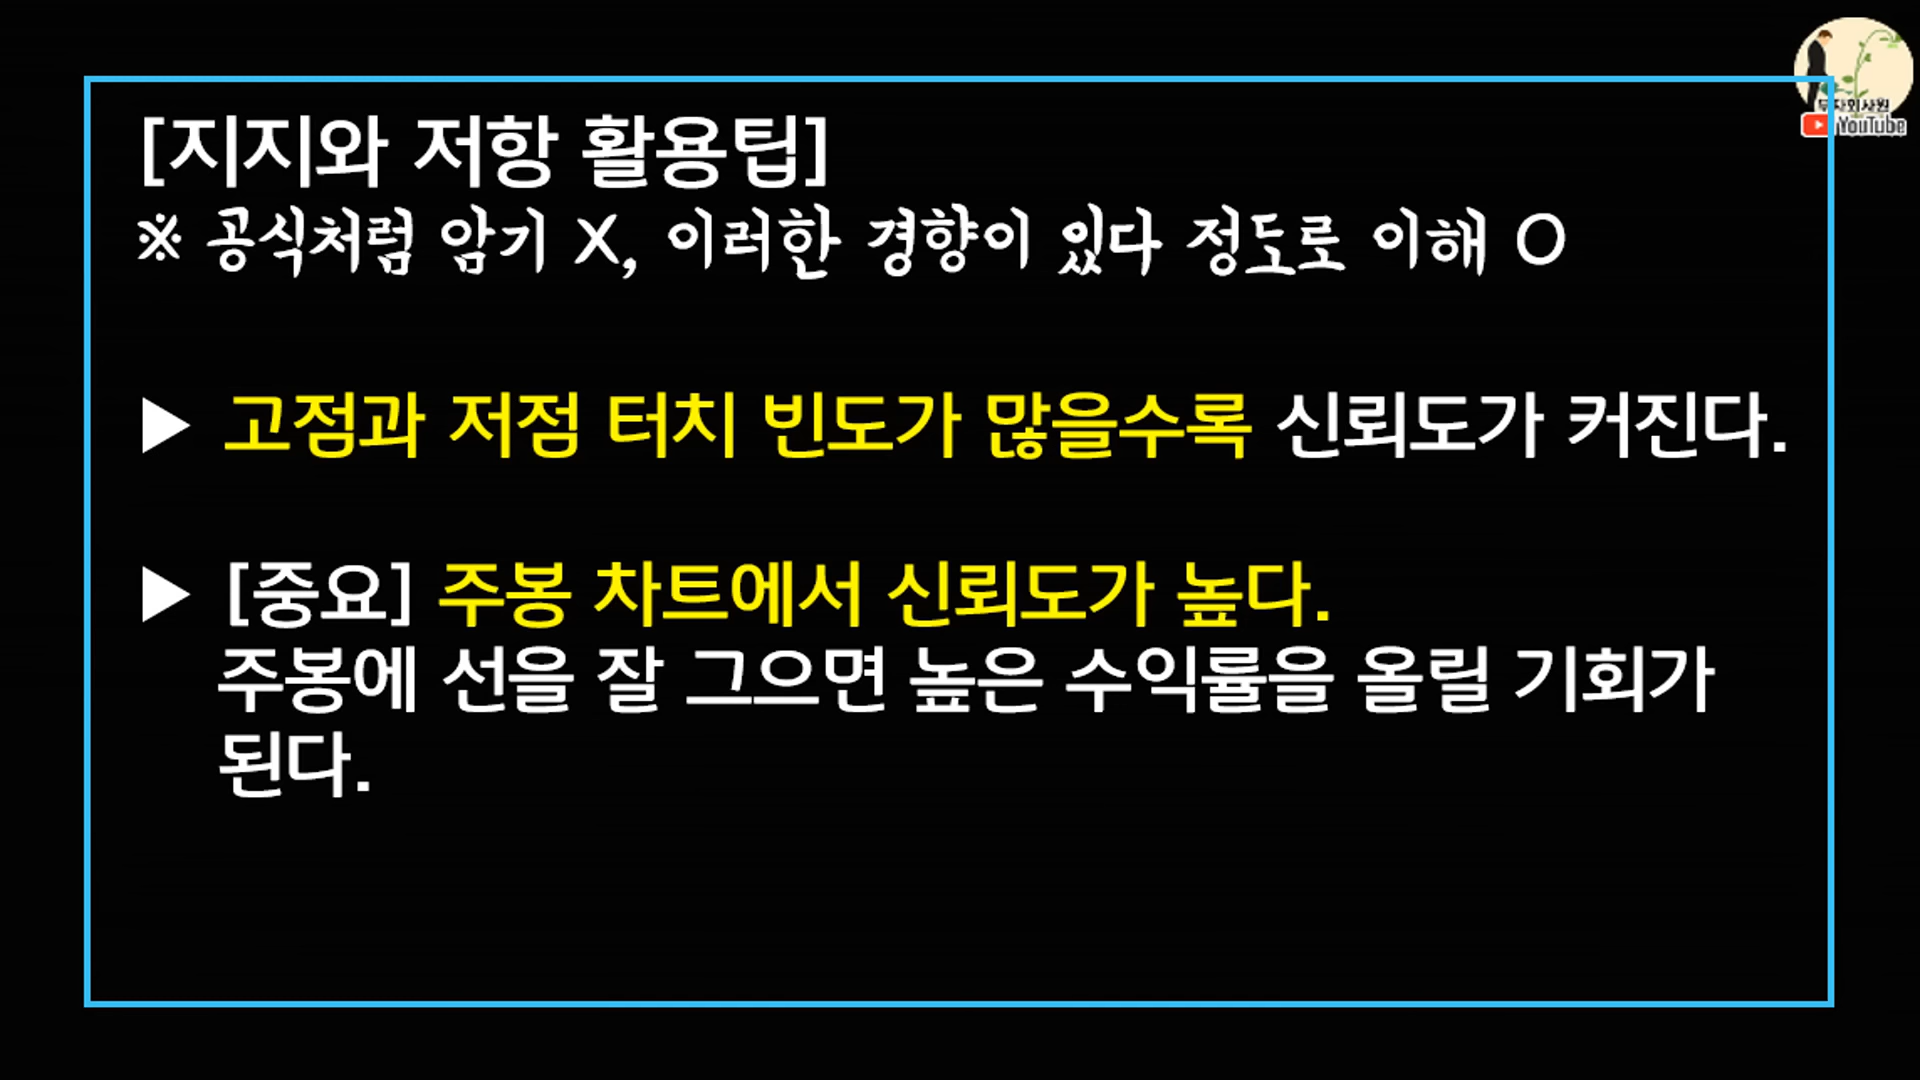 [지지와 저항 활용팁]
※ 공식처럼 암기 X, 이러한 경향이 있다 정도로 이해 O
▶ 고점과 저점 터치 빈도가 많을수록 신뢰도가 커진다.
▶ [중요] 주봉 차트에서 신뢰도가 높다.
주봉에 선을 잘 그으면 높은 수익률을 올릴 기회가
된다.
YouTube